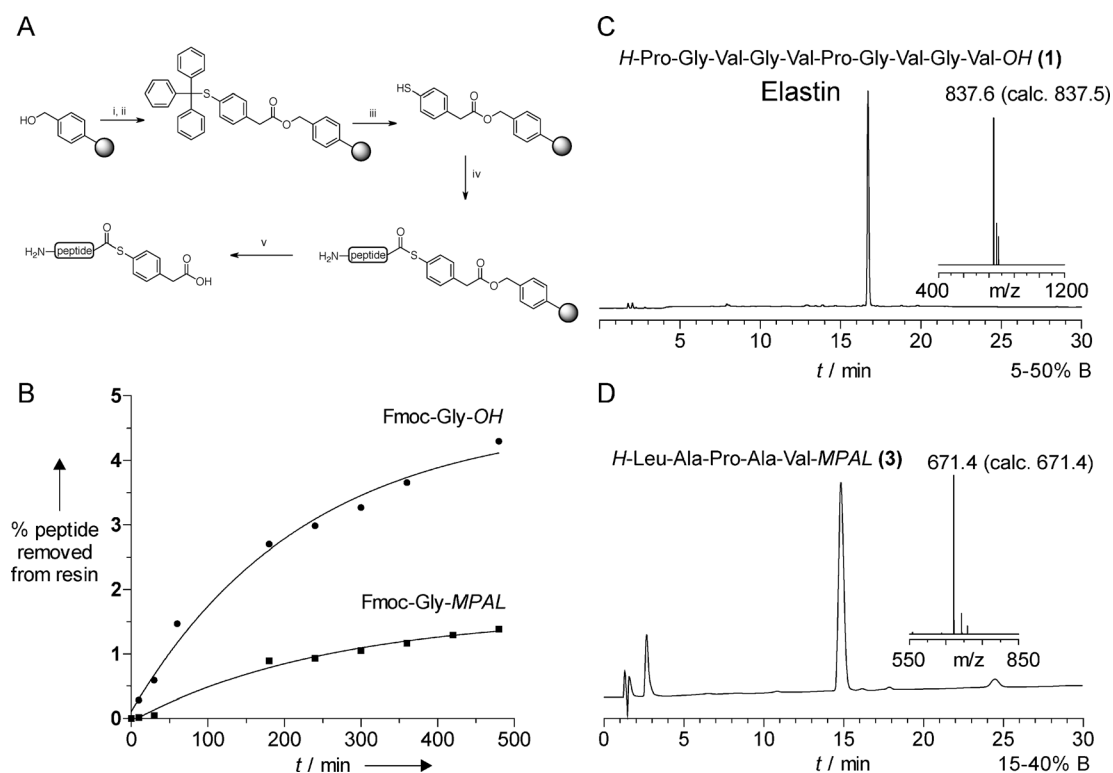 A
S
O
O
HO
i, ii
iii
HS
O
O
iv
H₂N
peptide
O
S
O
OH
v
H₂N
peptide
O
S
O
O
B
5
4
3
2
1
0
% peptide
removed
from resin
Fmoc-Gly-OH
Fmoc-Gly-MPAL
0 100 200 300 400 500
t / min
C
H-Pro-Gly-Val-Gly-Val-Pro-Gly-Val-Gly-Val-OH (1)
Elastin
837.6 (calc. 837.5)
400 m/z 1200
5 10 15 20 25 30
t / min
5-50% B
D
H-Leu-Ala-Pro-Ala-Val-MPAL (3)
671.4 (calc. 671.4)
550 m/z 850
0 5 10 15 20 25 30
t / min
15-40% B